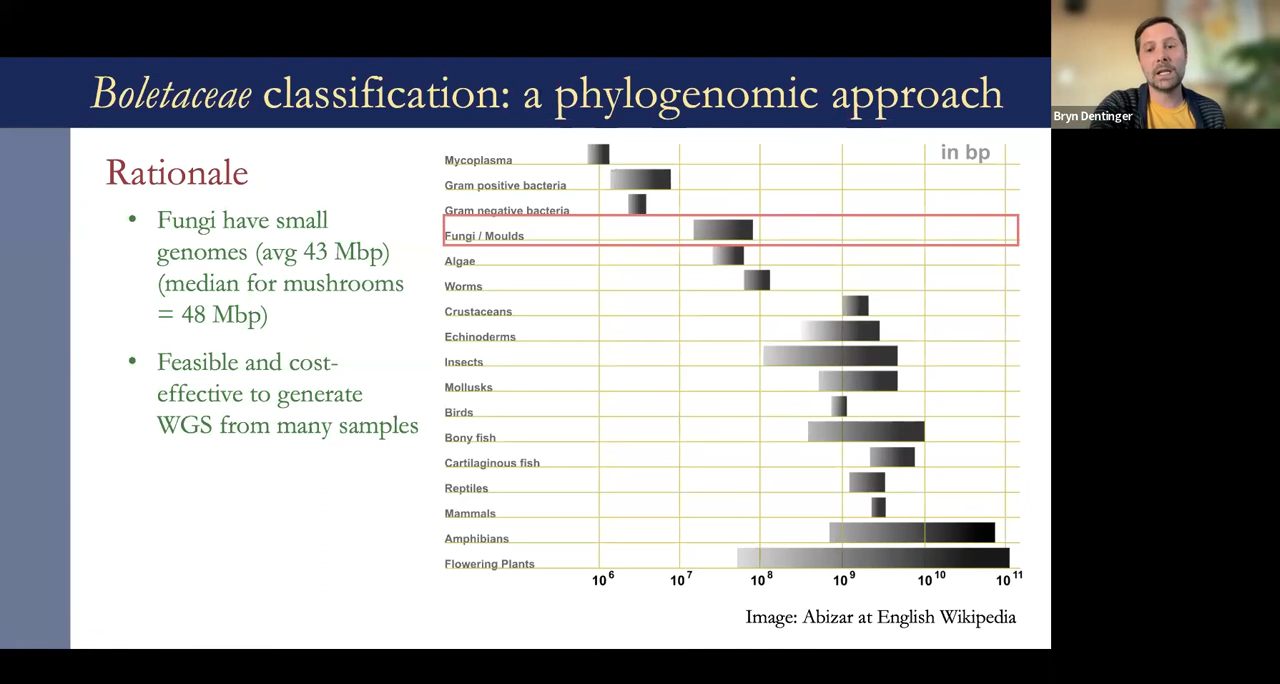 Boletaceae classification: a phylogenomic approach
Bryn Dentinger
Rationale
• Fungi have small
genomes (avg 43 Mbp)
(median for mushrooms
= 48 Mbp)
• Feasible and cost-
effective to generate
WGS from many samples
in bp
Mycoplasma
Gram positive bacteria
Gram negative bacteria
Fungi / Moulds
Algae
Worms
Crustaceans
Echinoderms
Insects
Mollusks
Birds
Bony fish
Cartilaginous fish
Reptiles
Mammals
Amphibians
Flowering Plants
10⁶ 10⁷ 10⁸ 10⁹ 10¹⁰ 10¹¹
Image: Abizar at English Wikipedia